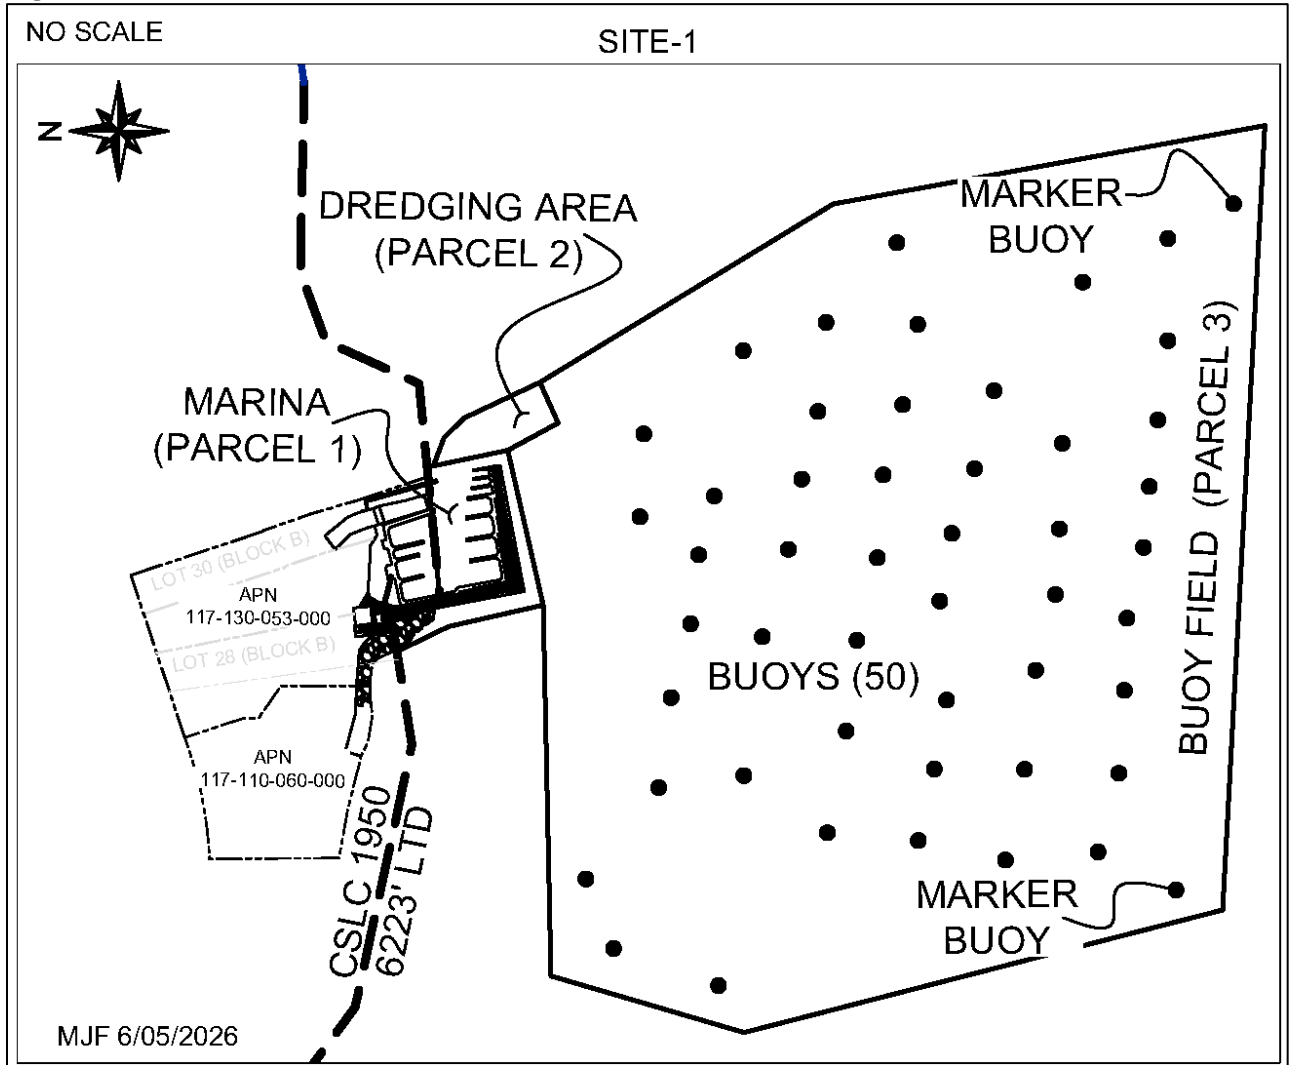 NO SCALE
SITE-1
N
DREDGING AREA
(PARCEL 2)
MARKER
BUOY
MARINA
(PARCEL 1)
BUOY FIELD (PARCEL 3)
LOT 30 (BLOCK B)
APN
117-130-053-000
LOT 28 (BLOCK B)
BUOYS (50)
APN
117-110-060-000
CSLC 1950
6223' LTD
MARKER
BUOY
MJF 6/05/2026